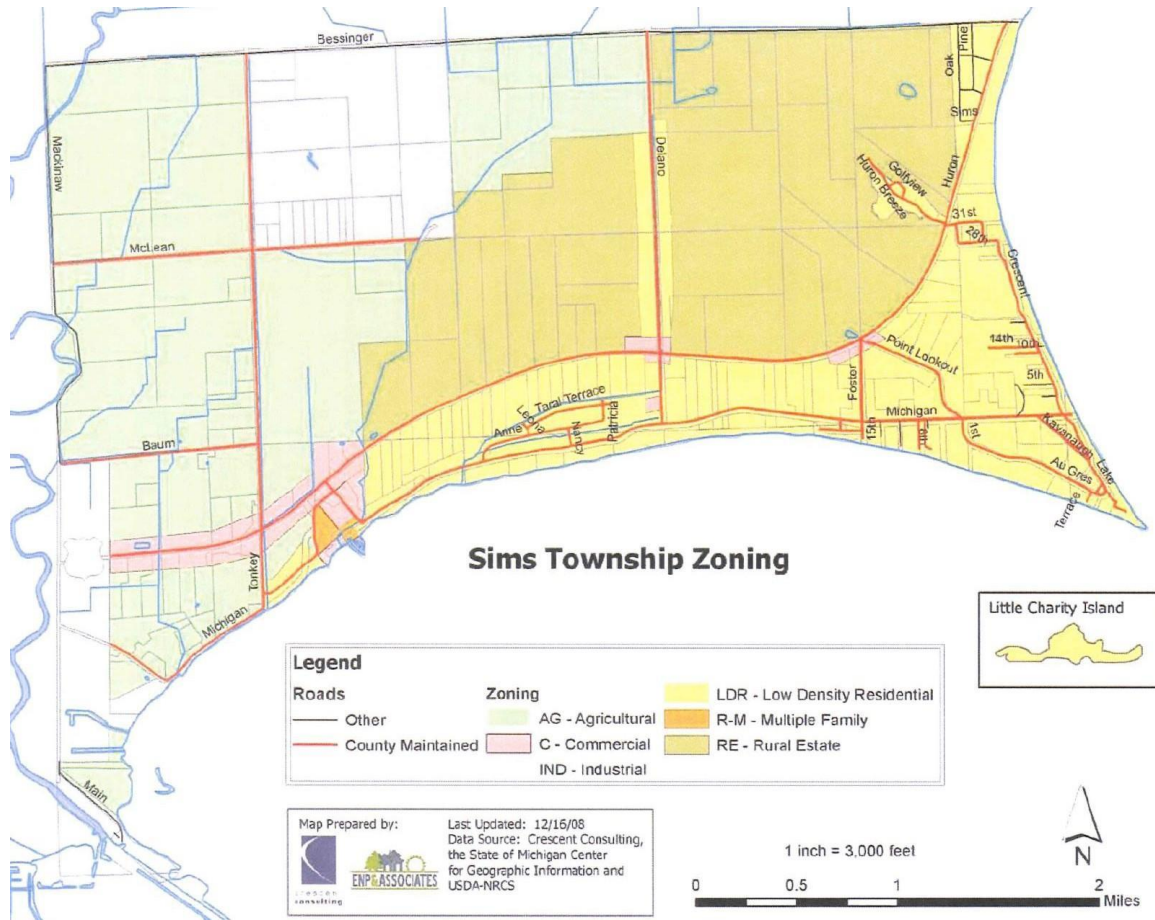 Bessinger
Pine
Oak
Sims
Mackinaw
Delano
Huron
Golfview
Huron Breeze
31st
28th
McLean
Crescent
14th
10th
Point Lookout
5th
Foster
Taral Terrace
Leona
Anne
Patricia
Nancy
Michigan
15th
1st
Kavanaugh
Lake
Baum
Au Gres
Terrace
Sims Township Zoning
Tonkey
Michigan
Little Charity Island
Legend
Roads
Other
County Maintained
Zoning
AG - Agricultural
C - Commercial
IND - Industrial
LDR - Low Density Residential
R-M - Multiple Family
RE - Rural Estate
Main
Map Prepared by:
crescent
consulting
ENP&ASSOCIATES
Last Updated: 12/16/08
Data Source: Crescent Consulting,
the State of Michigan Center
for Geographic Information and
USDA-NRCS
1 inch = 3,000 feet
N
0 0.5 1 2
Miles